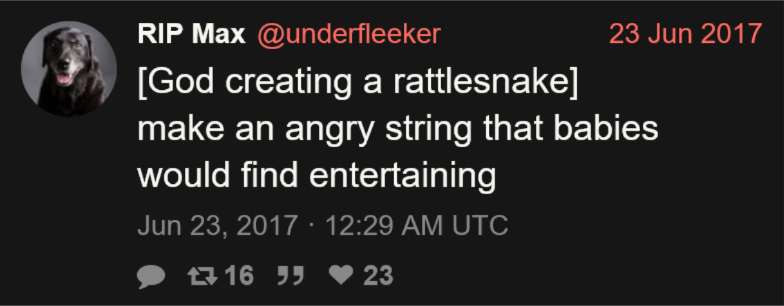 RIP Max @underfleeker 23 Jun 2017
[God creating a rattlesnake]
make an angry string that babies
would find entertaining
Jun 23, 2017 · 12:29 AM UTC
16 23